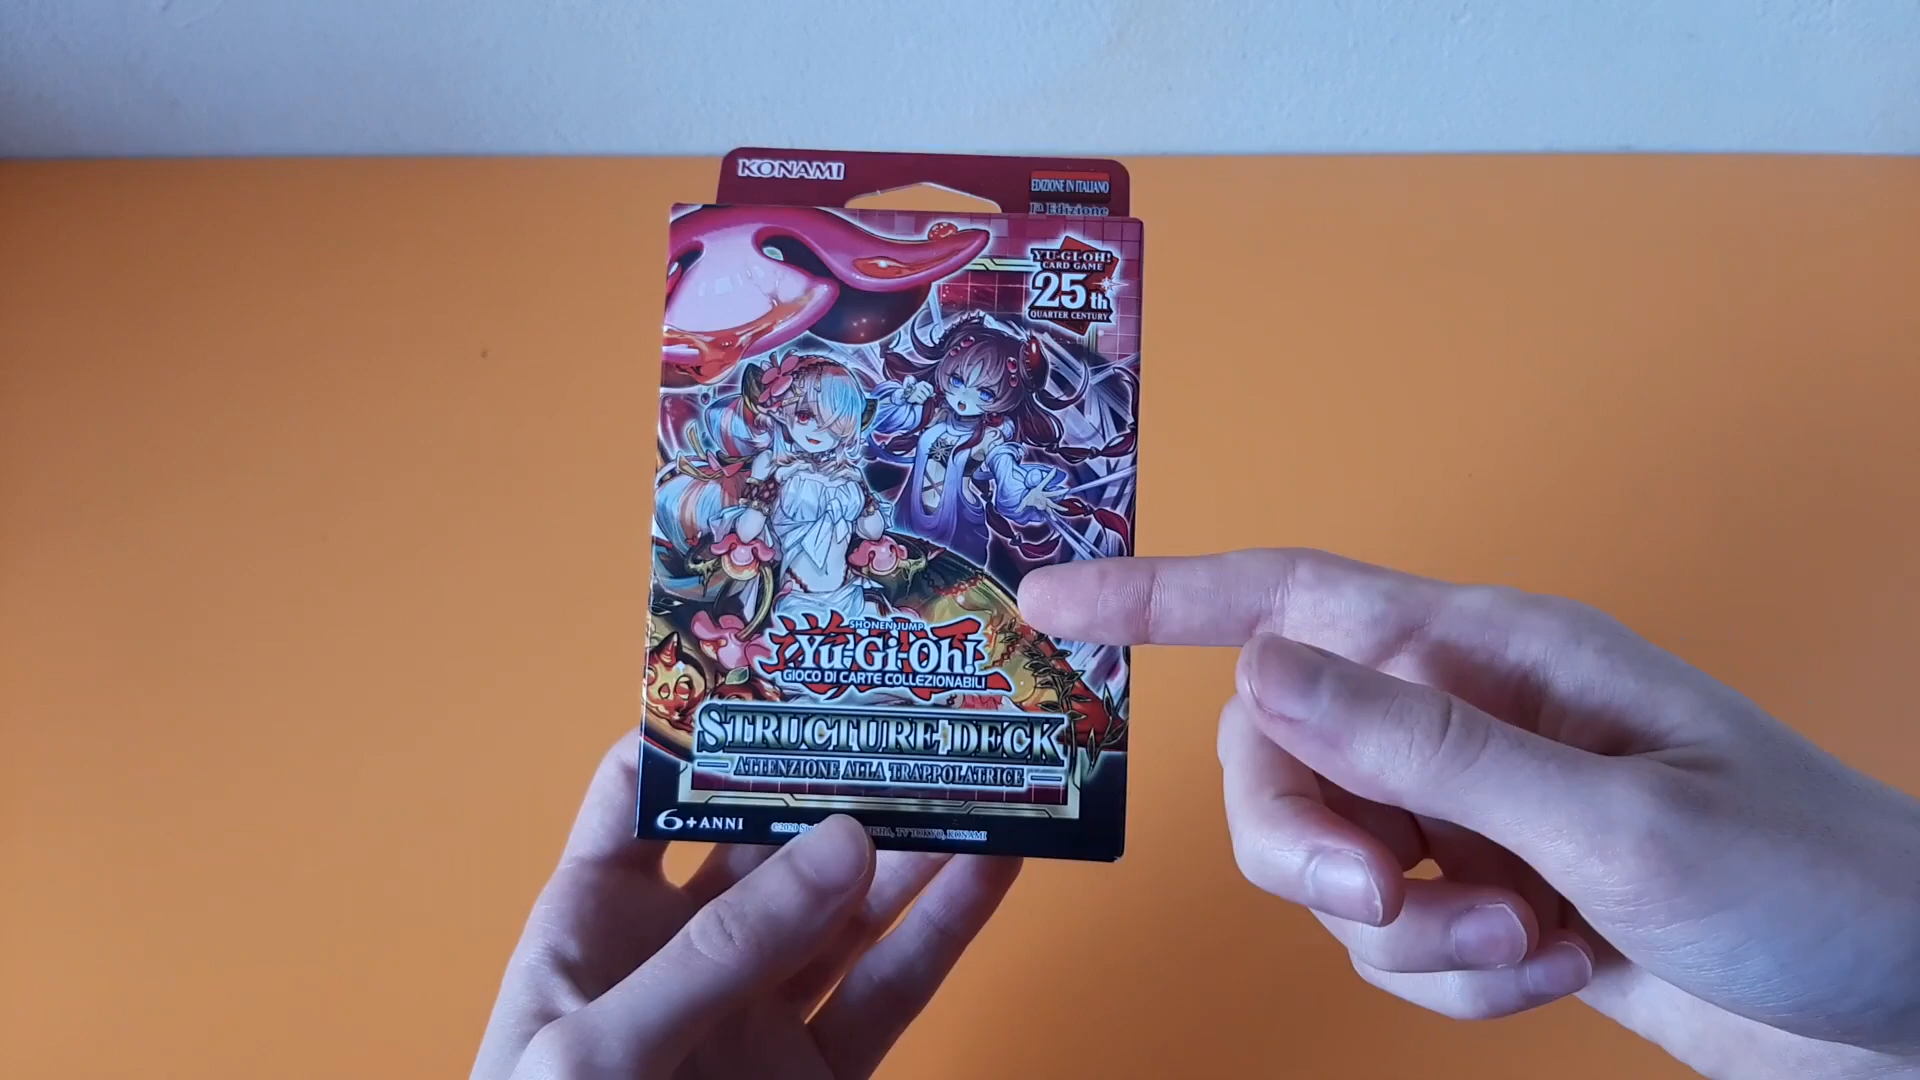 KONAMI
EDIZIONE IN ITALIANO
1ª Edizione
YU-GI-OH!
CARD GAME
25th
QUARTER CENTURY
SHONEN JUMP
Yu-Gi-Oh!
GIOCO DI CARTE COLLEZIONABILI
STRUCTURE DECK
ATTENZIONE ALLA TRAPPOLATRICE
6+ANNI
©2020 TV TOKYO, KONAMI